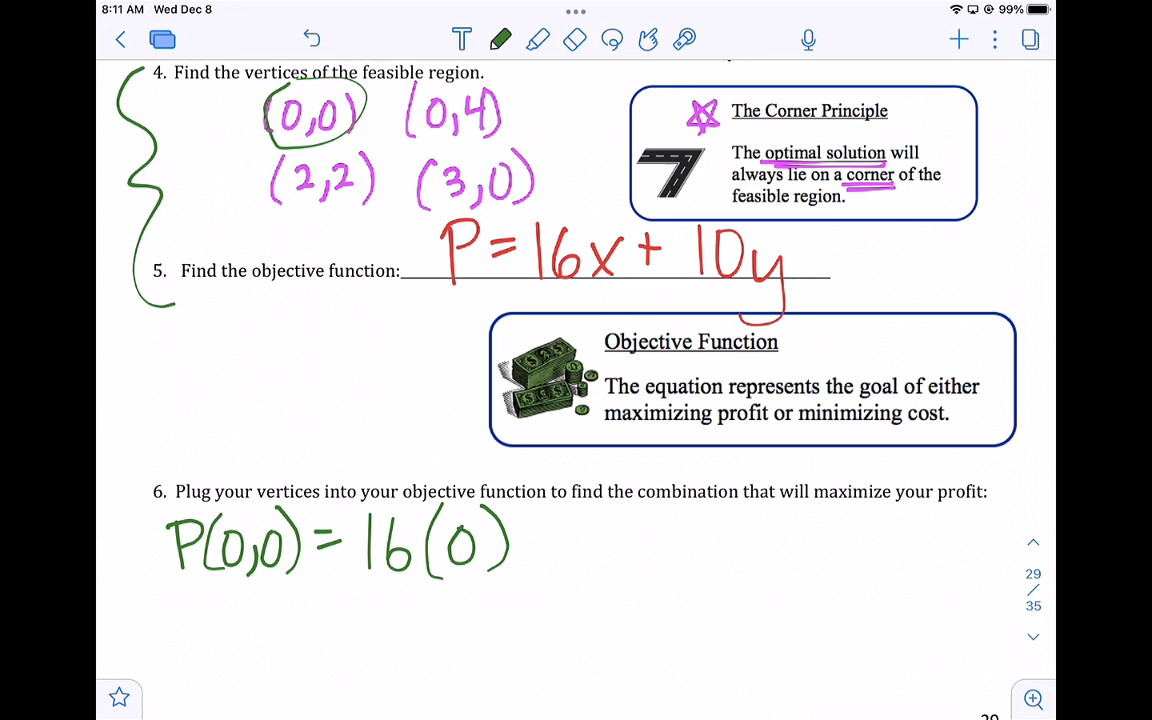 8:11 AM Wed Dec 8
99%
4. Find the vertices of the feasible region.
(0,0) (0,4)
(2,2) (3,0)
The Corner Principle
The optimal solution will
always lie on a corner of the
feasible region.
5. Find the objective function:
P=16x+10y
Objective Function
The equation represents the goal of either
maximizing profit or minimizing cost.
6. Plug your vertices into your objective function to find the combination that will maximize your profit:
P(0,0)=16(0)
29
/
35